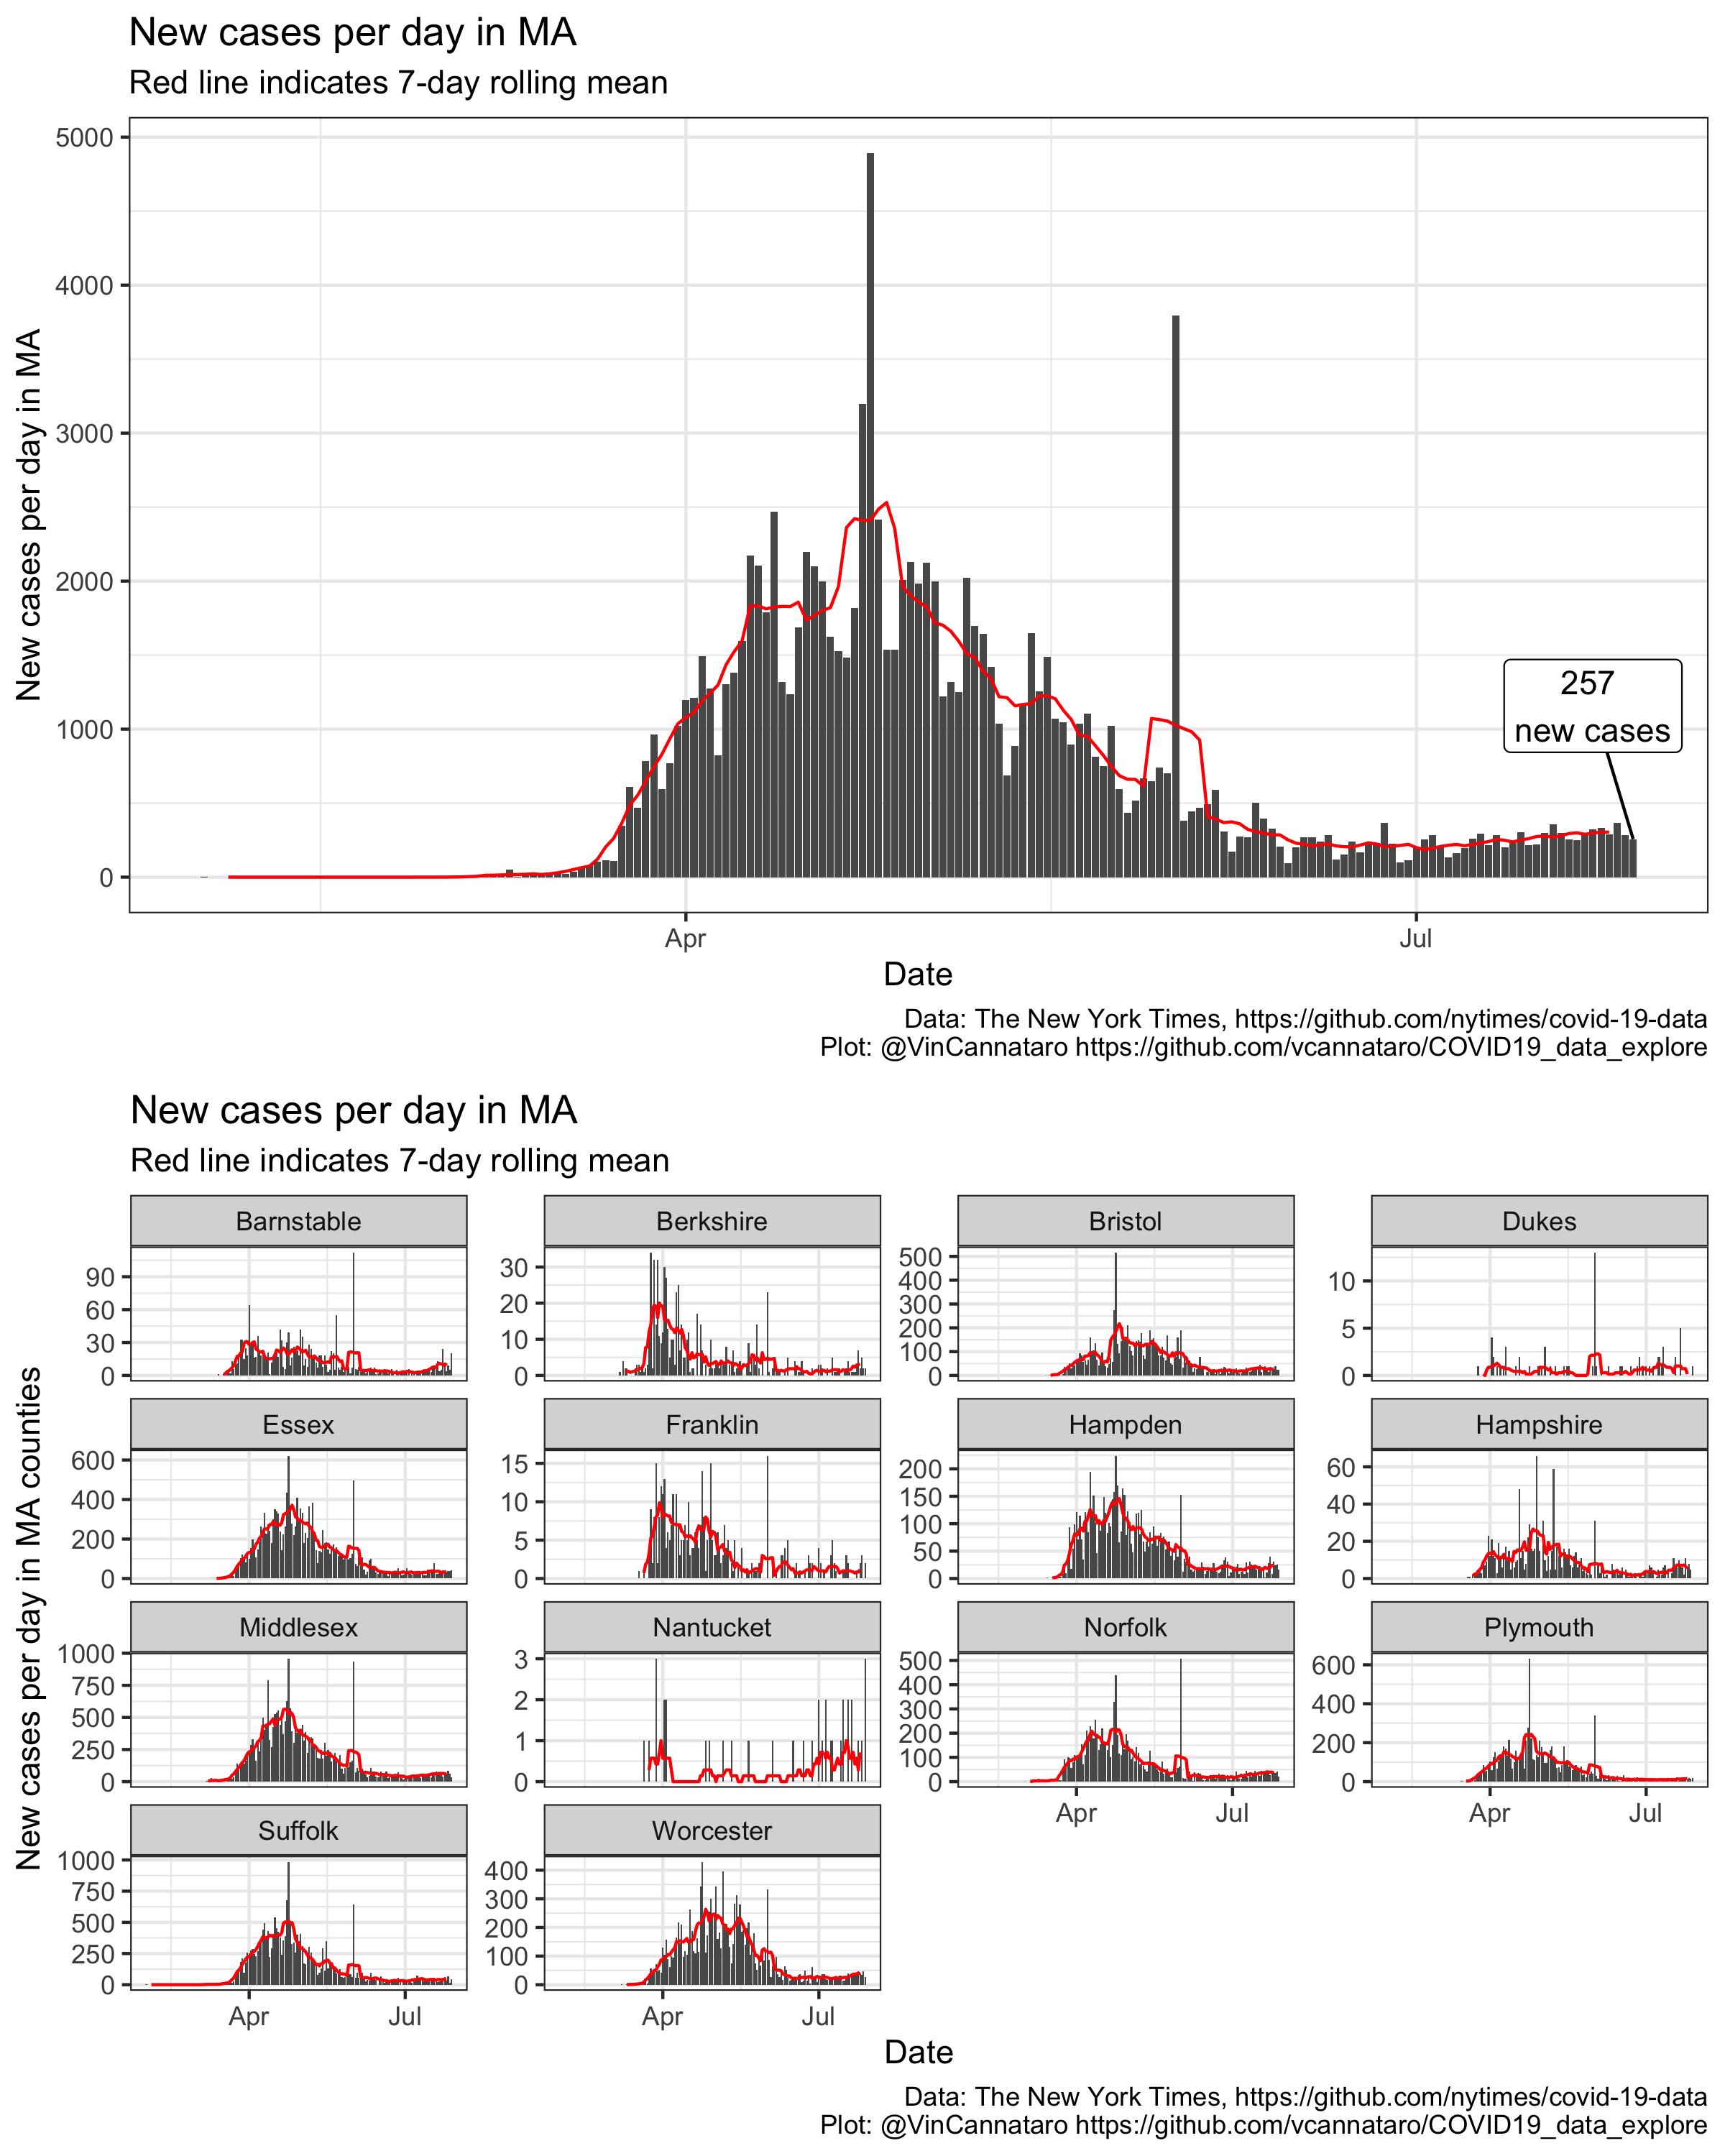 New cases per day in MA
Red line indicates 7-day rolling mean
New cases per day in MA
5000
4000
3000
2000
1000
0
257
new cases
Apr
Jul
Date
Data: The New York Times, https://github.com/nytimes/covid-19-data
Plot: @VinCannataro https://github.com/vcannataro/COVID19_data_explore
New cases per day in MA
Red line indicates 7-day rolling mean
New cases per day in MA counties
Barnstable
90
60
30
0
Berkshire
30
20
10
0
Bristol
500
400
300
200
100
0
Dukes
10
5
0
Essex
600
400
200
0
Franklin
15
10
5
0
Hampden
200
150
100
50
0
Hampshire
60
40
20
0
Middlesex
1000
750
500
250
0
Nantucket
3
2
1
0
Norfolk
500
400
300
200
100
0
Apr
Jul
Plymouth
600
400
200
0
Apr
Jul
Suffolk
1000
750
500
250
0
Apr
Jul
Worcester
400
300
200
100
0
Apr
Jul
Date
Data: The New York Times, https://github.com/nytimes/covid-19-data
Plot: @VinCannataro https://github.com/vcannataro/COVID19_data_explore